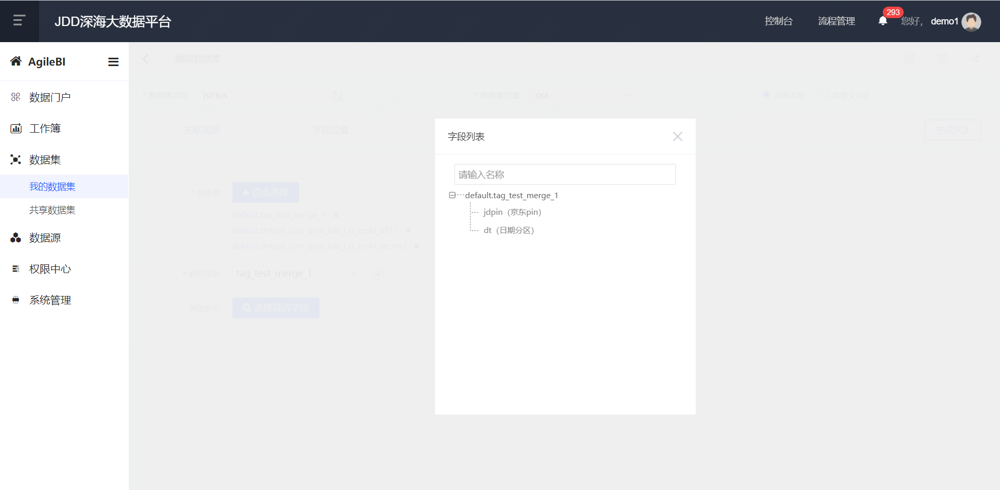 JDD深海大数据平台
控制台
流程管理
293
您好，
demo1
AgileBI
数据门户
工作簿
数据集
我的数据集
共享数据集
数据源
权限中心
系统管理
编辑数据集
* 数据集名称: jsinus
* 数据集位置: xxx
多表关联
自定义SQL
关联视图
字段设置
生成SQL
* 选择表:
点击选择
default.tag_test_merge_1
default.dmupf_user_gyrx_tab_i_d_ceshi_0917
default.dmupf_user_gyrx_tab_i_d_ceshi_second
* 表间关联: tag_test_merge_1
筛选条件:
选择筛选字段
字段列表
请输入名称
default.tag_test_merge_1
jdpin（京东pin）
dt（日期分区）